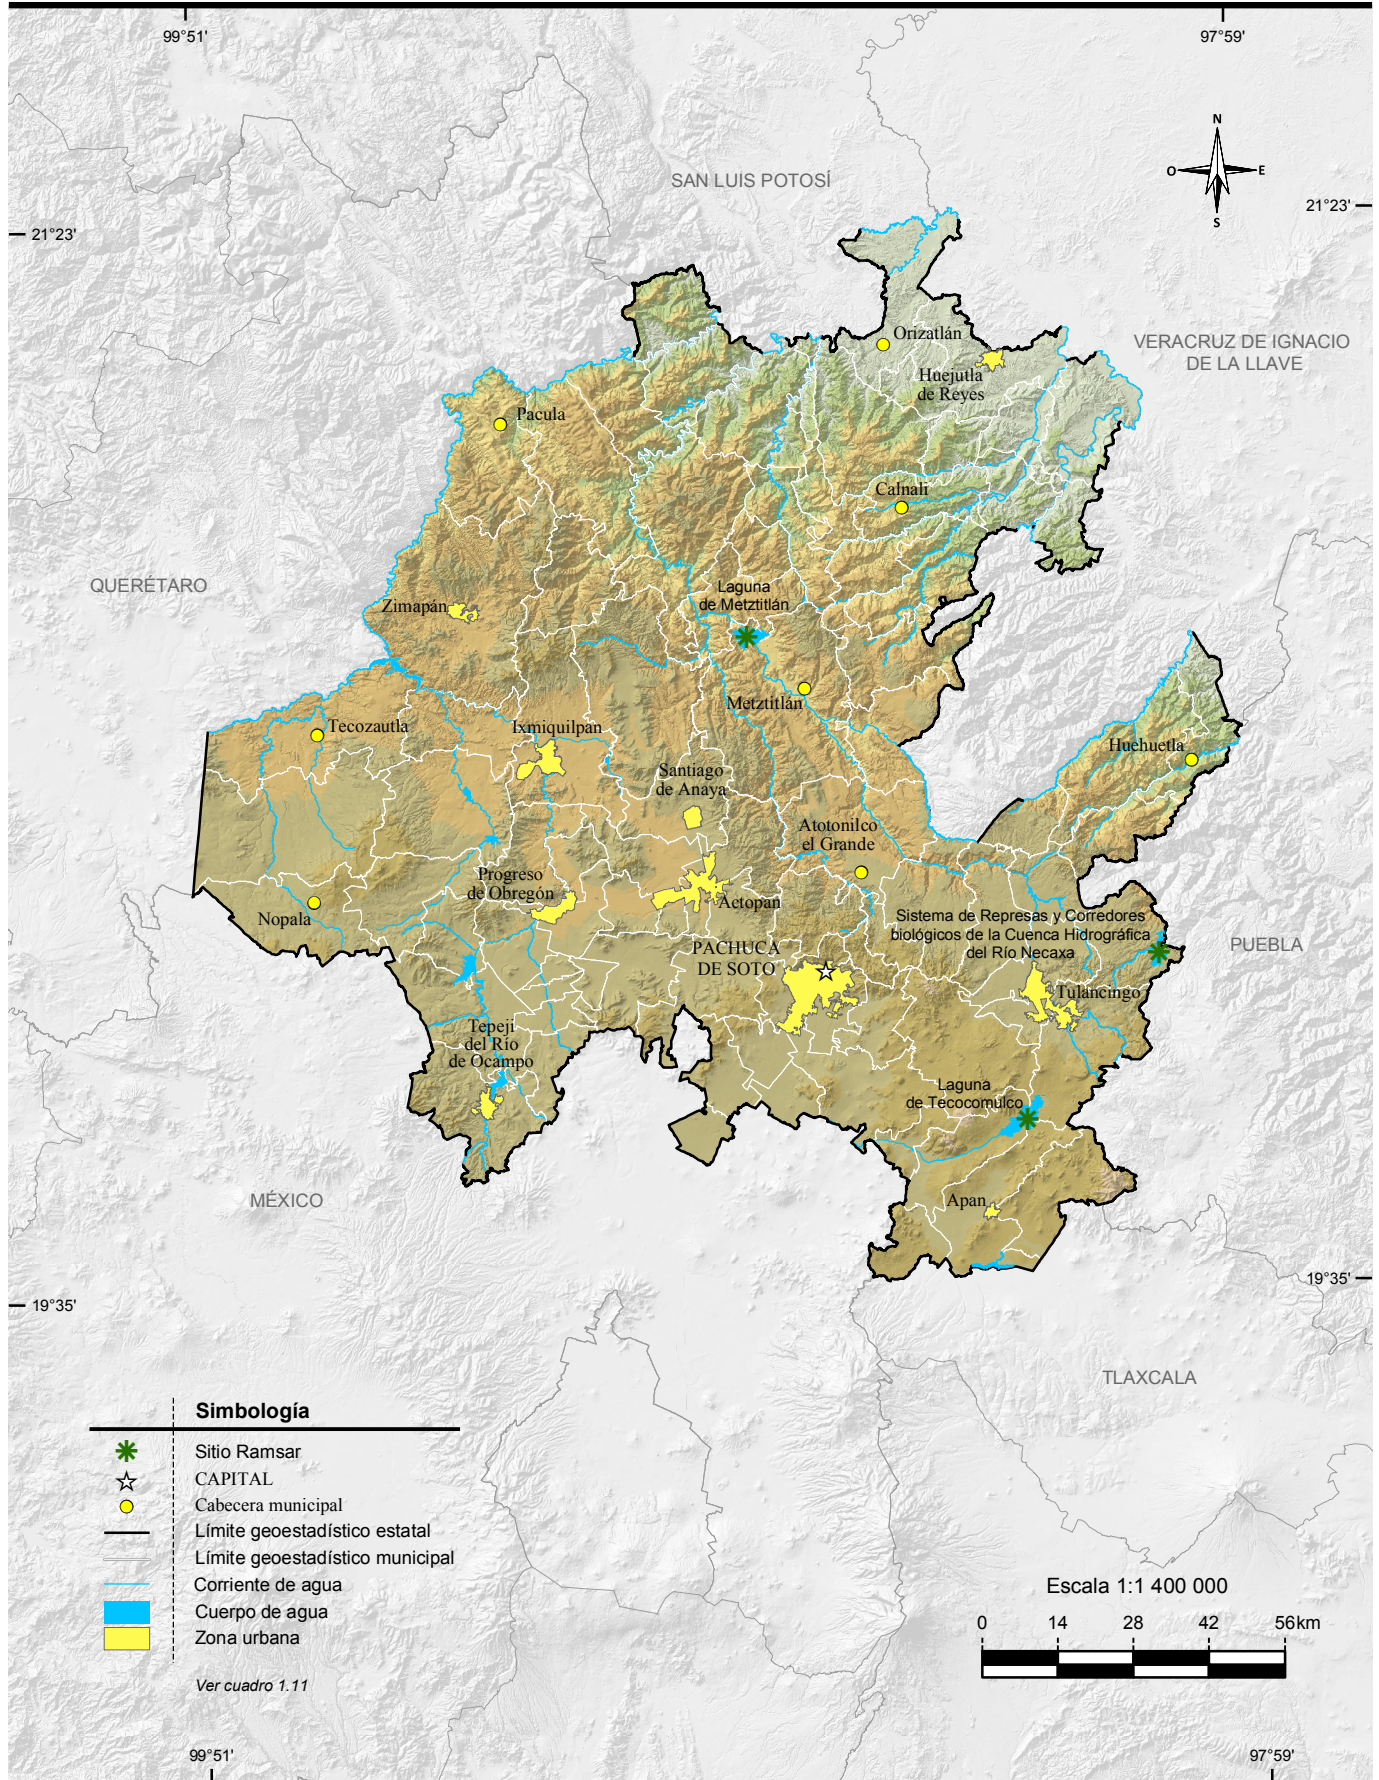 99°51'
97°59'
N
O
E
S
SAN LUIS POTOSÍ
21°23'
21°23'
Orizatlán
VERACRUZ DE IGNACIO
DE LA LLAVE
Huejutla
de Reyes
Pacula
Calnali
QUERÉTARO
Laguna
de Metztitlán
Zimapán
Metztitlán
Tecozautla
Ixmiquilpan
Huehuetla
Santiago
de Anaya
Atotonilco
el Grande
Progreso
de Obregón
Actopan
Nopala
Sistema de Represas y Corredores
biológicos de la Cuenca Hidrográfica
del Río Necaxa
PUEBLA
PACHUCA
DE SOTO
Tulancingo
Tepeji
del Río
de Ocampo
Laguna
de Tecocomulco
MÉXICO
Apan
19°35'
19°35'
TLAXCALA
Simbología
Sitio Ramsar
CAPITAL
Cabecera municipal
Límite geoestadístico estatal
Límite geoestadístico municipal
Corriente de agua
Cuerpo de agua
Zona urbana
Ver cuadro 1.11
Escala 1:1 400 000
0 14 28 42 56km
99°51'
97°59'